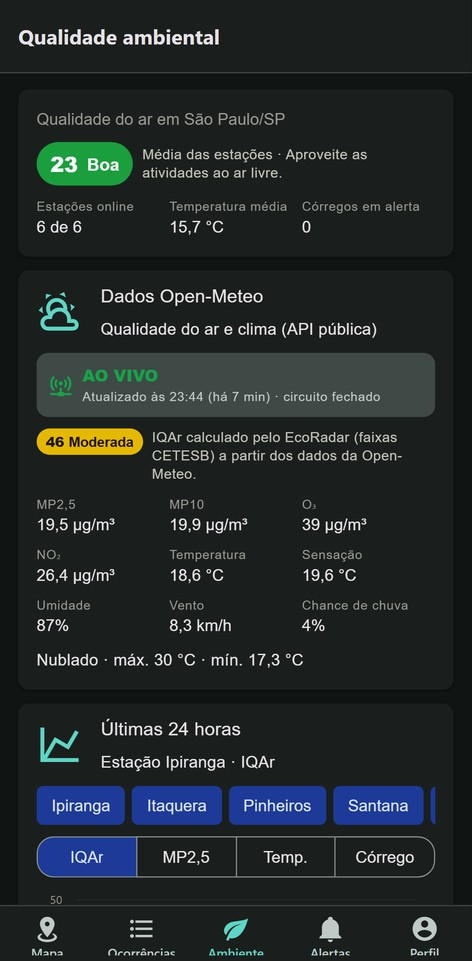 Qualidade ambiental
Qualidade do ar em São Paulo/SP
23 Boa
Média das estações · Aproveite as
atividades ao ar livre.
Estações online
Temperatura média
Córregos em alerta
6 de 6
15,7 °C
0
Dados Open-Meteo
Qualidade do ar e clima (API pública)
AO VIVO
Atualizado às 23:44 (há 7 min) · circuito fechado
46 Moderada
IQAr calculado pelo EcoRadar (faixas
CETESB) a partir dos dados da Open-
Meteo.
MP2,5
MP10
O₃
19,5 µg/m³
19,9 µg/m³
39 µg/m³
NO₂
Temperatura
Sensação
26,4 µg/m³
18,6 °C
19,6 °C
Umidade
Vento
Chance de chuva
87%
8,3 km/h
4%
Nublado · máx. 30 °C · mín. 17,3 °C
Últimas 24 horas
Estação Ipiranga · IQAr
Ipiranga
Itaquera
Pinheiros
Santana
IQAr
MP2,5
Temp.
Córrego
50
Mapa
Ocorrências
Ambiente
Alertas
Perfil